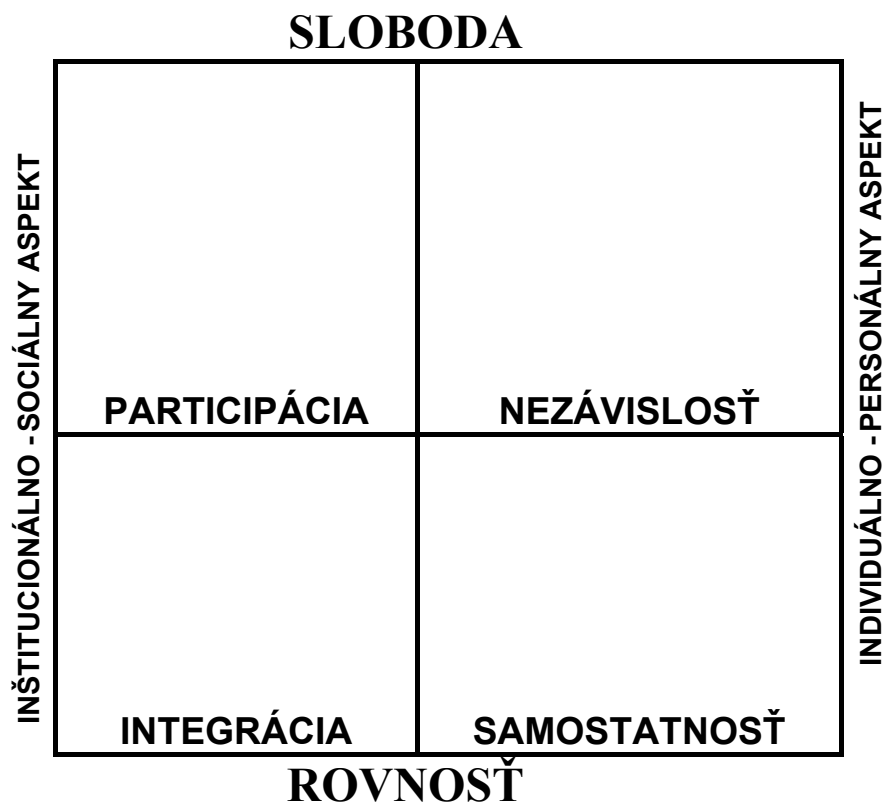 SLOBODA
INŠTITUCIONÁLNO - SOCIÁLNY ASPEKT
PARTICIPÁCIA
NEZÁVISLOSŤ
INDIVIDUÁLNO - PERSONÁLNY ASPEKT
INTEGRÁCIA
SAMOSTATNOSŤ
ROVNOSŤ